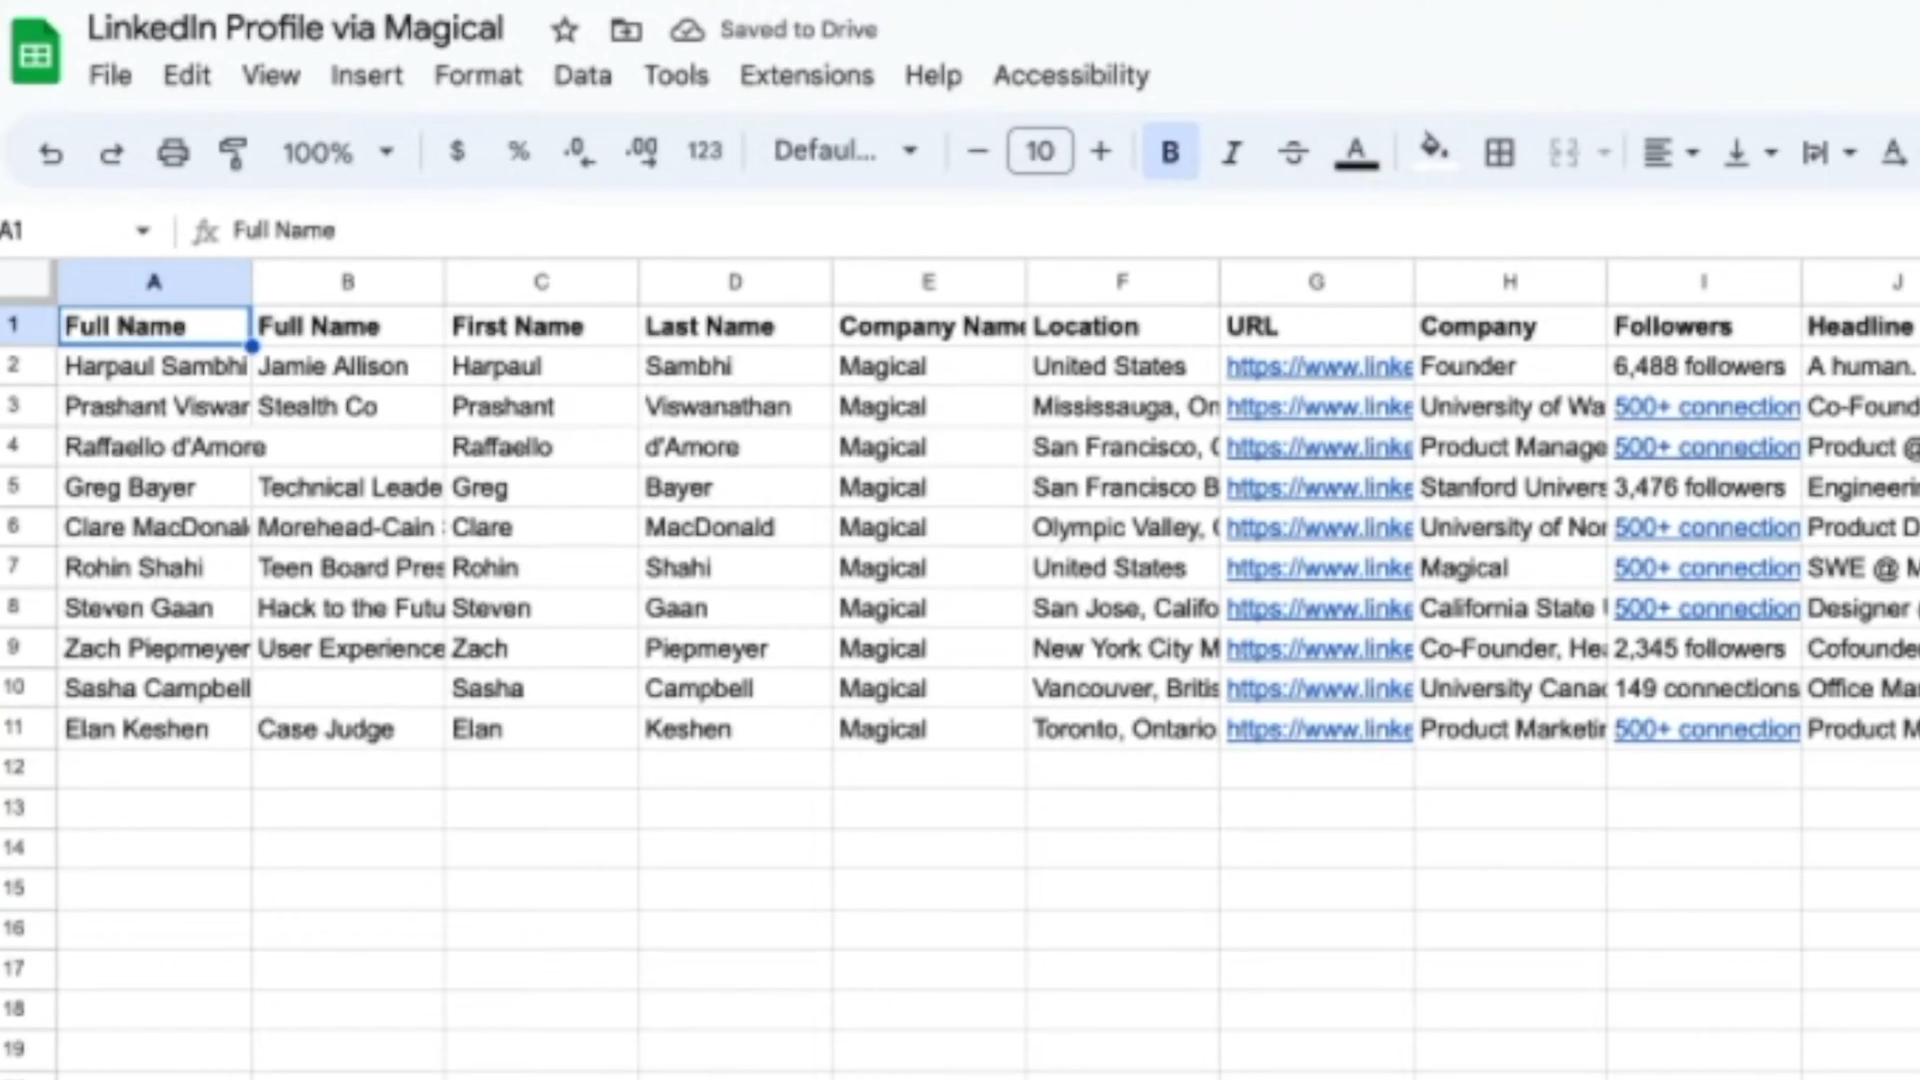 LinkedIn Profile via Magical Saved to Drive
File Edit View Insert Format Data Tools Extensions Help Accessibility
100% $ % .0 .00 123 Defaul... − 10 + B I A
A1 fx Full Name
A B C D E F G H I J
1 Full Name Full Name First Name Last Name Company Name Location URL Company Followers Headline
2 Harpaul Sambhi Jamie Allison Harpaul Sambhi Magical United States https://www.linke Founder 6,488 followers A human.
3 Prashant Viswar Stealth Co Prashant Viswanathan Magical Mississauga, On https://www.linke University of Wa 500+ connection Co-Found
4 Raffaello d'Amore Raffaello d'Amore Magical San Francisco, https://www.linke Product Manage 500+ connection Product @
5 Greg Bayer Technical Leade Greg Bayer Magical San Francisco B https://www.linke Stanford Univers 3,476 followers Engineerin
6 Clare MacDonal Morehead-Cain Clare MacDonald Magical Olympic Valley, https://www.linke University of Nor 500+ connection Product D
7 Rohin Shahi Teen Board Pres Rohin Shahi Magical United States https://www.linke Magical 500+ connection SWE @ M
8 Steven Gaan Hack to the Futu Steven Gaan Magical San Jose, Califo https://www.linke California State 500+ connection Designer
9 Zach Piepmeyer User Experience Zach Piepmeyer Magical New York City M https://www.linke Co-Founder, Hea 2,345 followers Cofounde
10 Sasha Campbell Sasha Campbell Magical Vancouver, Britis https://www.linke University Canad 149 connections Office Mar
11 Elan Keshen Case Judge Elan Keshen Magical Toronto, Ontario https://www.linke Product Marketin 500+ connection Product M
12
13
14
15
16
17
18
19